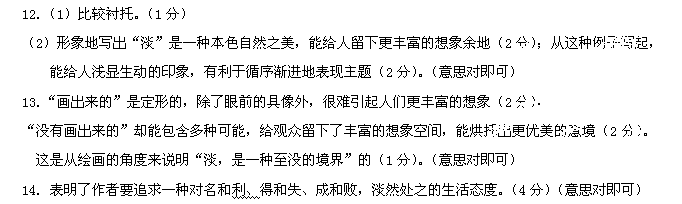 12.（1）比较衬托。（1 分）
（2）形象地写出“淡”是一种本色自然之美，能给人留下更丰富的想象余地（2 分）；从这种例子写起，
能给人浅显生动的印象，有利于循序渐进地表现主题（2 分）。（意思对即可）
13.“画出来的”是定形的，除了眼前的具像外，很难引起人们更丰富的想象（2 分）.
“没有画出来的”却能包含多种可能，给观众留下了丰富的想象空间，能烘托出更优美的意境（2 分）。
这是从绘画的角度来说明“淡，是一种至没的境界”的（1 分）。（意思对即可）
14. 表明了作者要追求一种对名和利、得和失、成和败，淡然处之的生活态度。（4 分）（意思对即可）